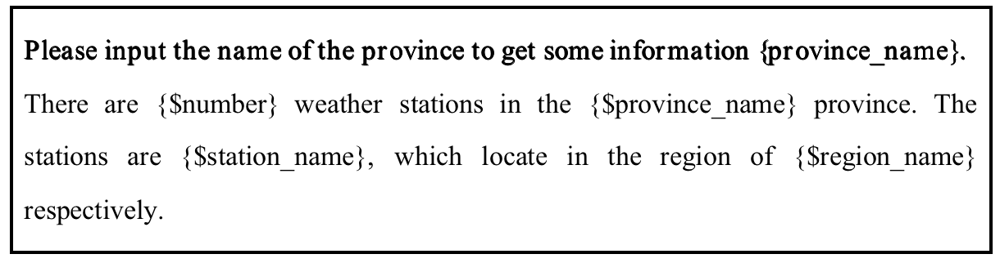 Please input the name of the province to get some information {province_name}.
There are {$number} weather stations in the {$province_name} province. The
stations are {$station_name}, which locate in the region of {$region_name}
respectively.